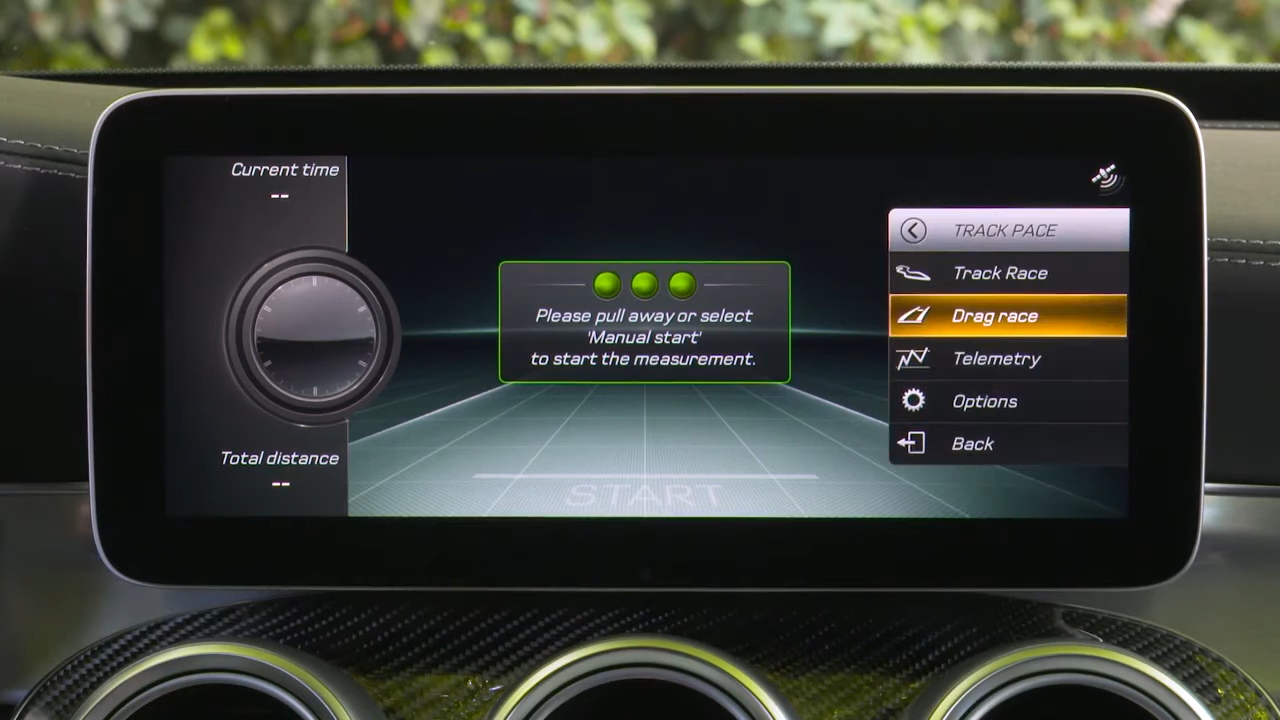 Current time
--
TRACK PACE
Track Race
Drag race
Telemetry
Options
Back
Please pull away or select
'Manual start'
to start the measurement.
Total distance
--
START